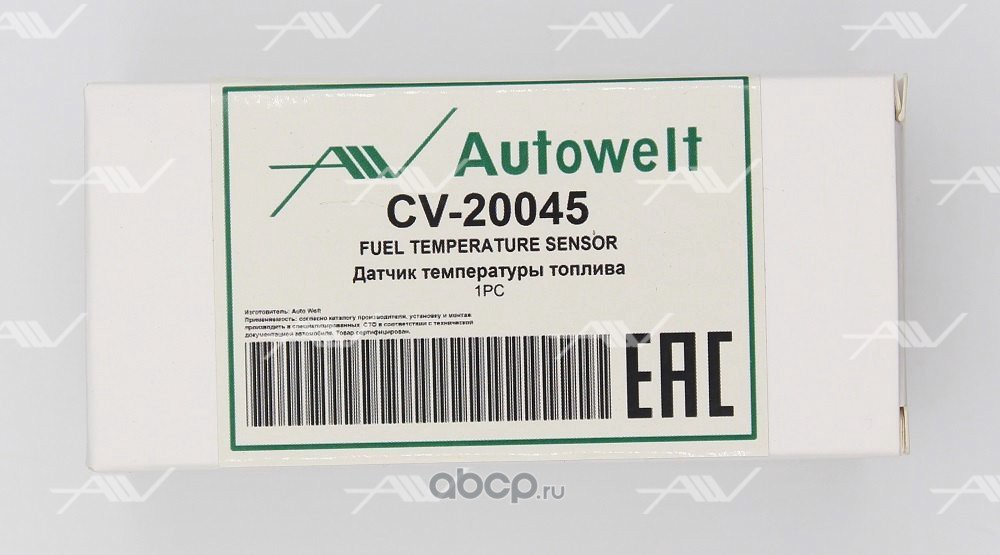 Autowelt
CV-20045
FUEL TEMPERATURE SENSOR
Датчик температуры топлива
1PC
Изготовитель: Auto Welt
Применяемость: согласно каталогу производителя, установку и монтаж
производить в специализированных СТО в соответствии с технической
документацией автомобиля. Товар сертифицирован.
EAC
abcp.ru